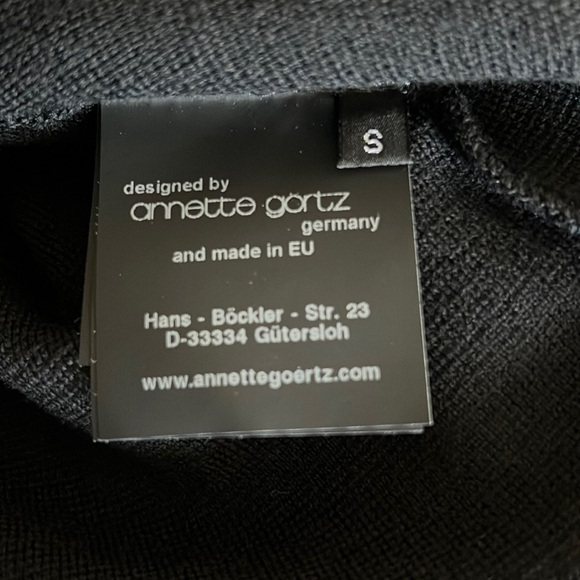 S
designed by
annette görtz
germany
and made in EU
Hans - Böckler - Str. 23
D-33334 Gütersloh
www.annettegoertz.com